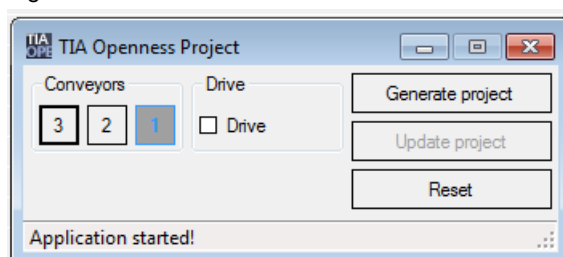 TIA
OPE
TIA Openness Project
Conveyors
Drive
Generate project
3 2 1
Drive
Update project
Reset
Application started!